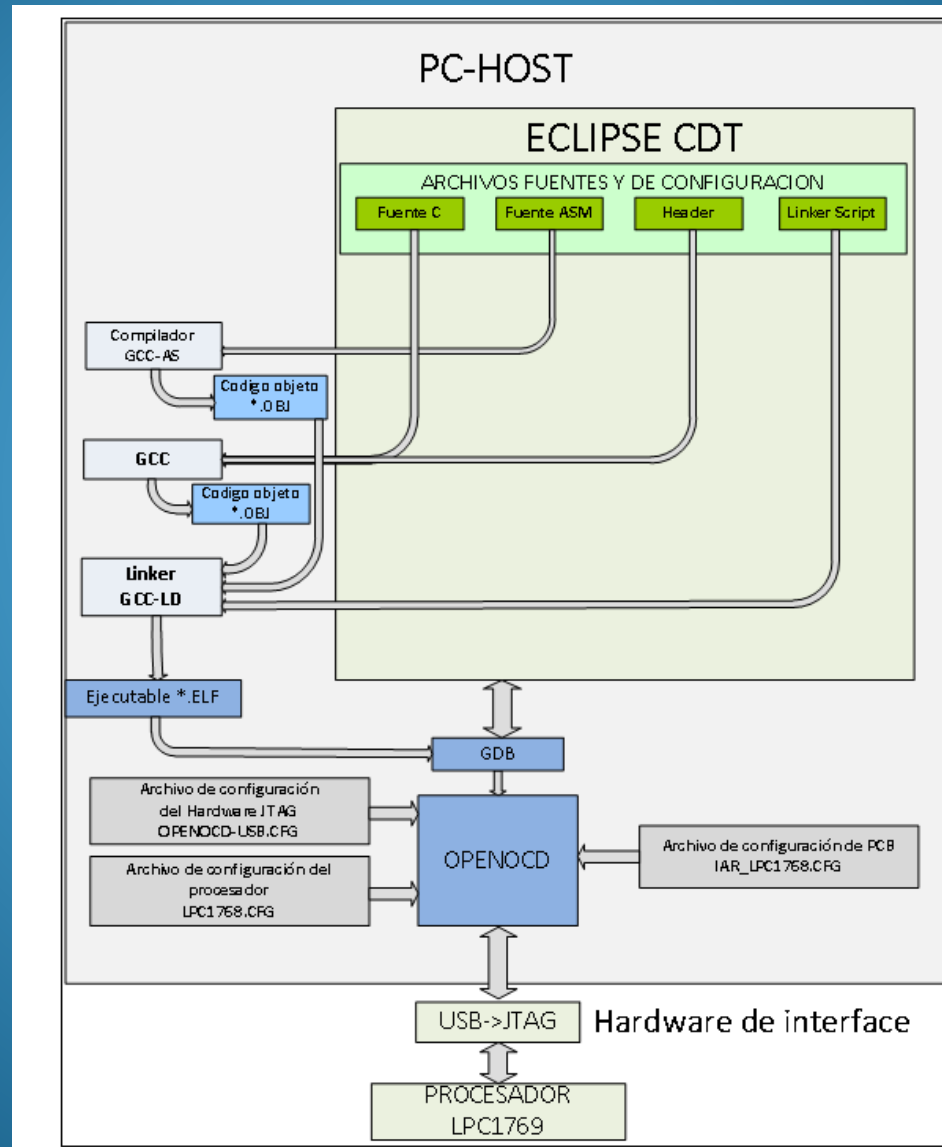 PC-HOST
ECLIPSE CDT
ARCHIVOS FUENTES Y DE CONFIGURACION
Fuente C
Fuente ASM
Header
Linker Script
Compilador
GCC-AS
Codigo objeto
*.OBJ
GCC
Codigo objeto
*.OBJ
Linker
GCC-LD
Ejecutable *.ELF
GDB
Archivo de configuración
del Hardware JTAG
OPENOCD-USB.CFG
OPENOCD
Archivo de configuración de PCB
IAR_LPC1768.CFG
Archivo de configuración del
procesador
LPC1768.CFG
USB->JTAG
Hardware de interface
PROCESADOR
LPC1769